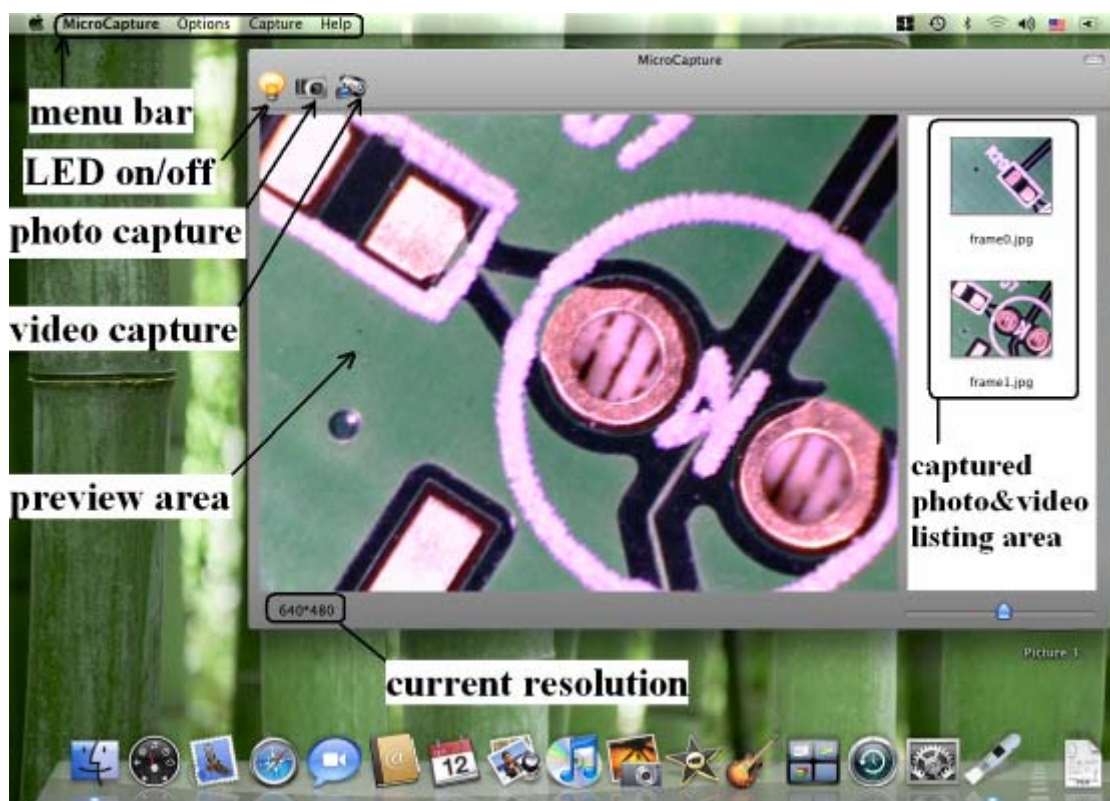 MicroCapture Options Capture Help
MicroCapture
menu bar
LED on/off
photo capture
video capture
preview area
frame0.jpg
frame1.jpg
captured
photo&video
listing area
640*480
current resolution
Picture 1
12